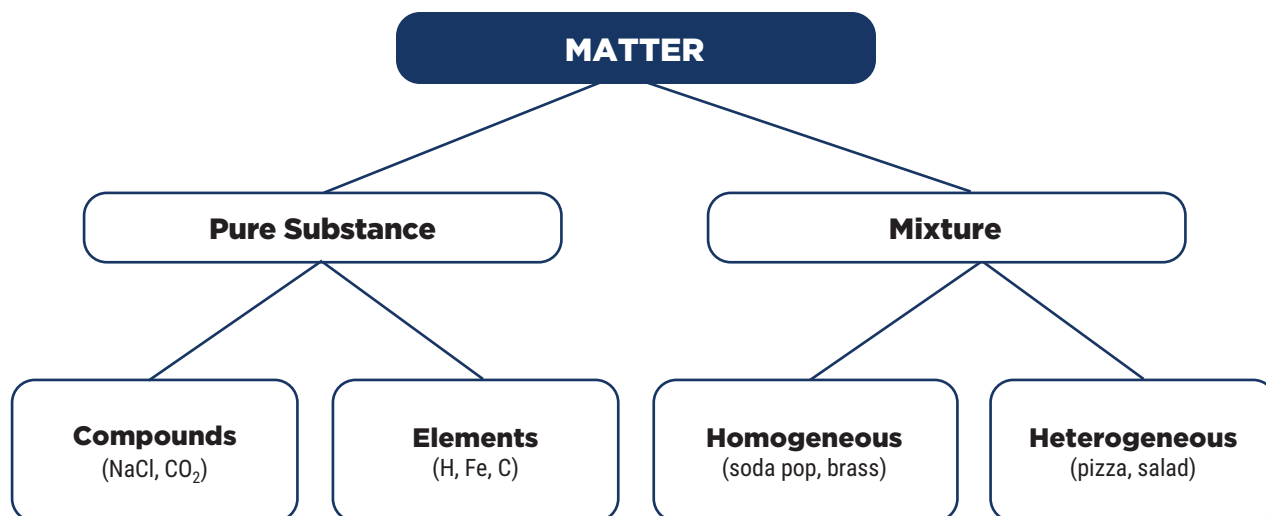 MATTER
Pure Substance
Mixture
Compounds
(NaCl, CO₂)
Elements
(H, Fe, C)
Homogeneous
(soda pop, brass)
Heterogeneous
(pizza, salad)